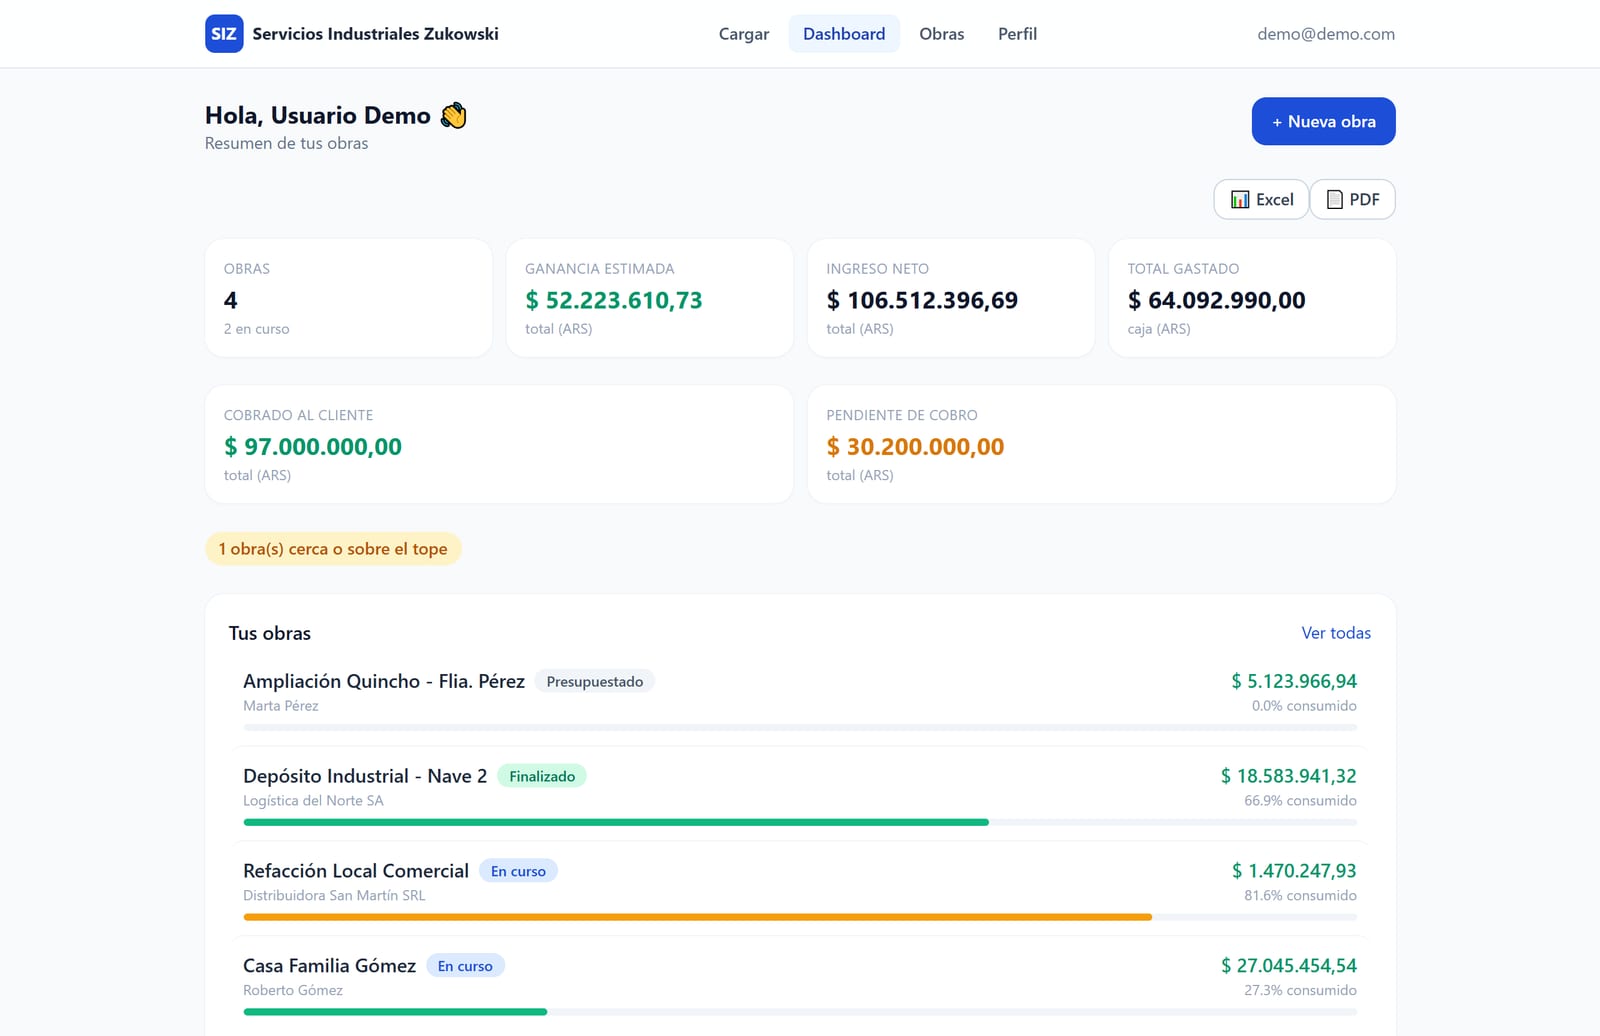 SIZ Servicios Industriales Zukowski Cargar Dashboard Obras Perfil demo@demo.com
Hola, Usuario Demo 👋
Resumen de tus obras
+ Nueva obra
Excel PDF
OBRAS
4
2 en curso
GANANCIA ESTIMADA
$ 52.223.610,73
total (ARS)
INGRESO NETO
$ 106.512.396,69
total (ARS)
TOTAL GASTADO
$ 64.092.990,00
caja (ARS)
COBRADO AL CLIENTE
$ 97.000.000,00
total (ARS)
PENDIENTE DE COBRO
$ 30.200.000,00
total (ARS)
1 obra(s) cerca o sobre el tope
Tus obras Ver todas
Ampliación Quincho - Flia. Pérez Presupuestado $ 5.123.966,94
Marta Pérez 0.0% consumido
Depósito Industrial - Nave 2 Finalizado $ 18.583.941,32
Logística del Norte SA 66.9% consumido
Refacción Local Comercial En curso $ 1.470.247,93
Distribuidora San Martín SRL 81.6% consumido
Casa Familia Gómez En curso $ 27.045.454,54
Roberto Gómez 27.3% consumido